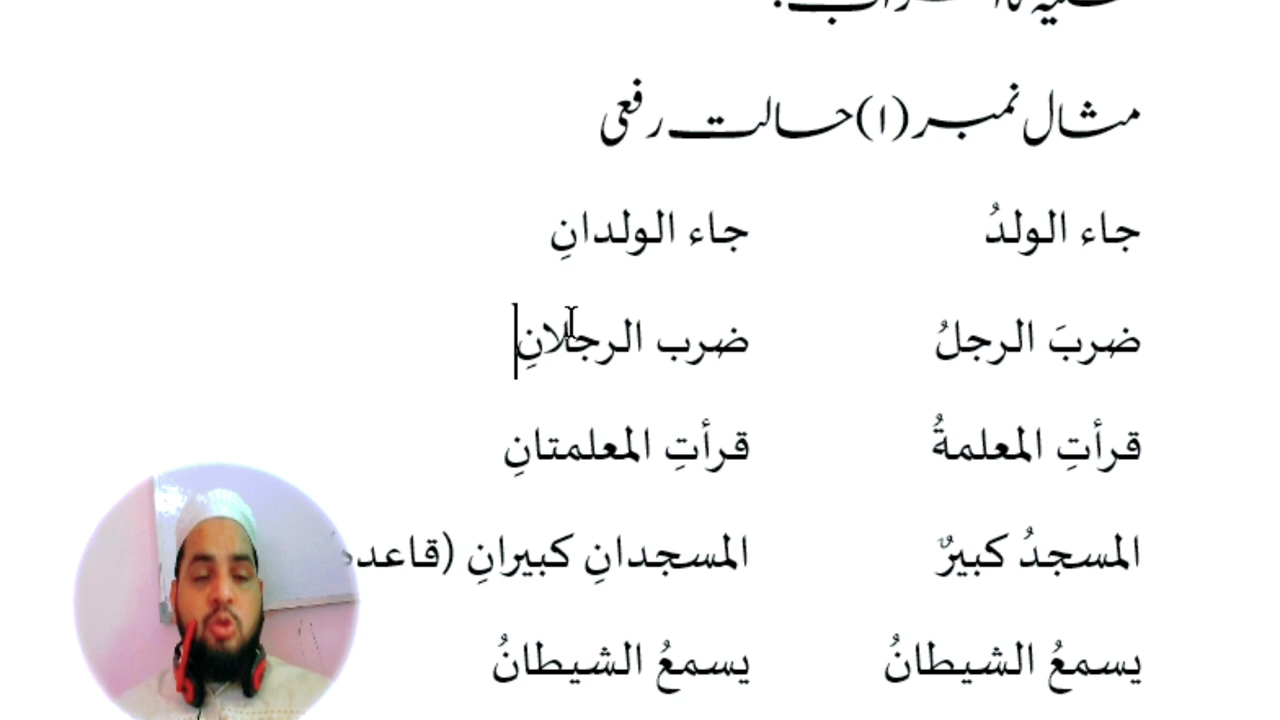 مثال نمبر (۱) حالت رفعی
جاء الولدُ جاء الولدانِ
ضربَ الرجلُ ضرب الرجلانِ
قرأتِ المعلمةُ قرأتِ المعلمتانِ
المسجدُ كبيرٌ المسجدانِ كبيرانِ (قاعدہ
يسمعُ الشيطانُ يسمعُ الشيطانُ